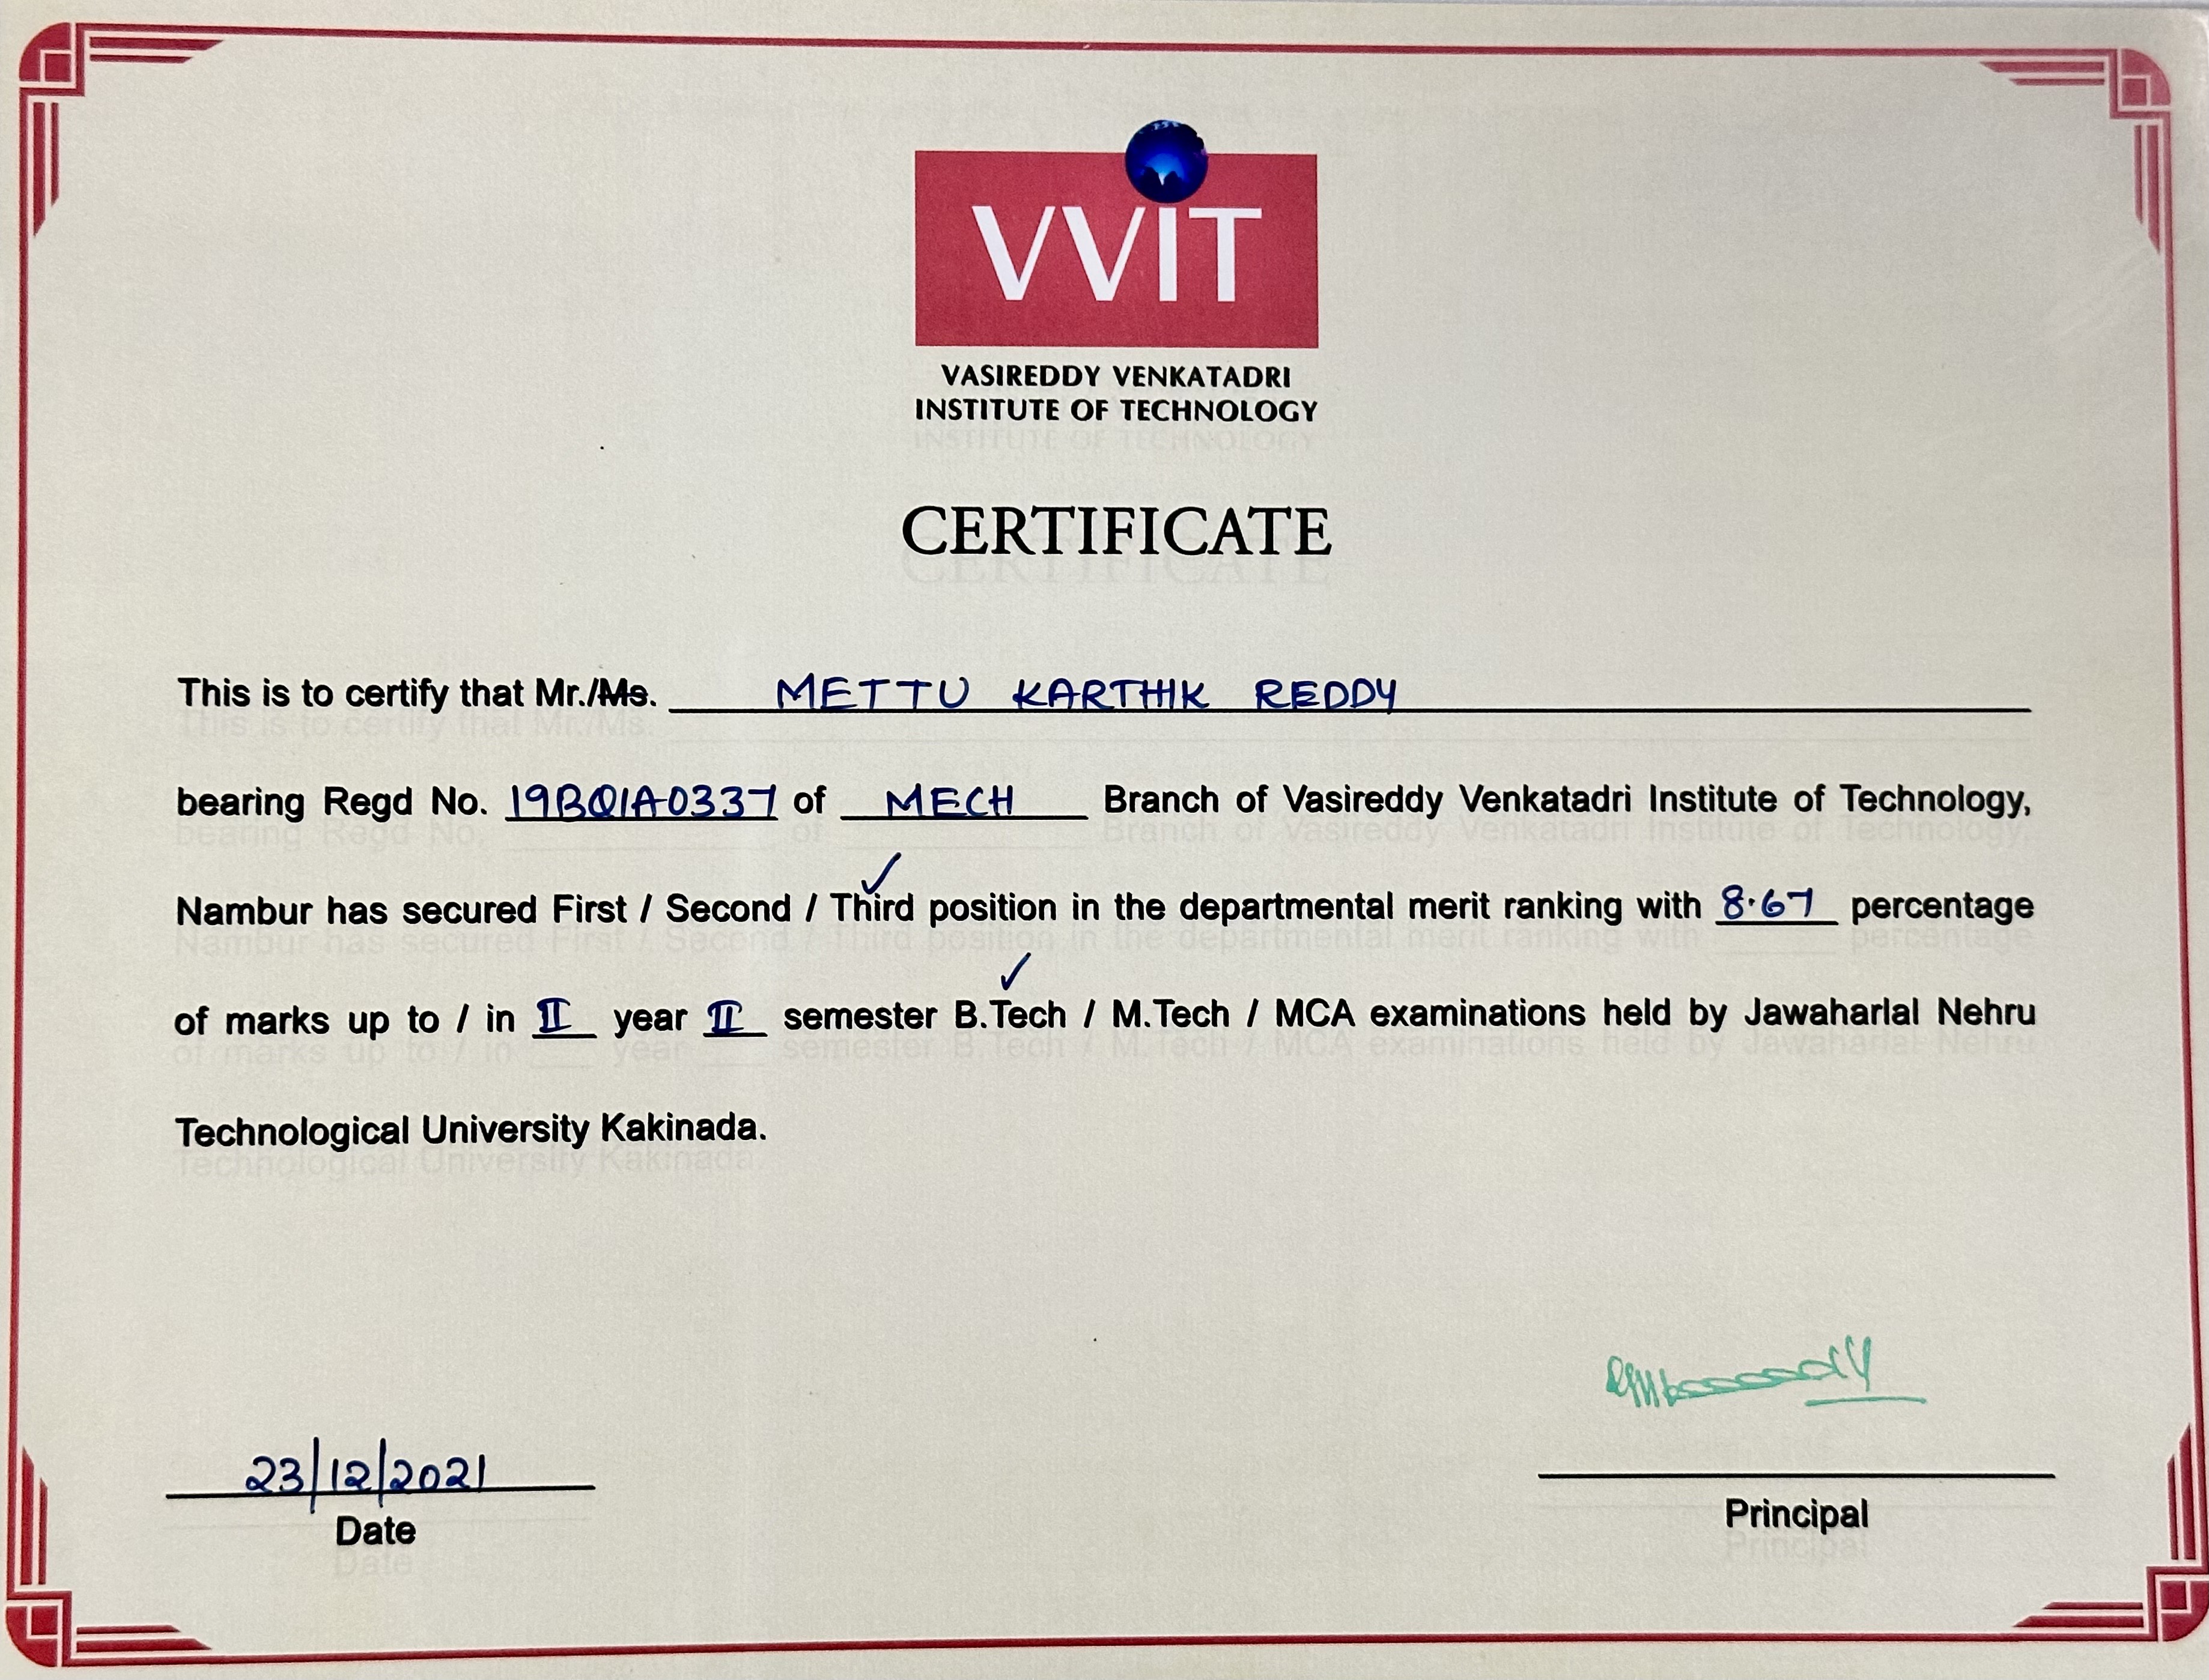 VVIT
VASIREDDY VENKATADRI
INSTITUTE OF TECHNOLOGY
CERTIFICATE
This is to certify that Mr./Ms. METTU KARTHIK REDDY
bearing Regd No. 19BQ1A0337 of MECH Branch of Vasireddy Venkatadri Institute of Technology,
Nambur has secured First / Second / Third position in the departmental merit ranking with 8.67 percentage
of marks up to / in II year II semester B.Tech / M.Tech / MCA examinations held by Jawaharlal Nehru
Technological University Kakinada.
23/12/2021
Date
Principal